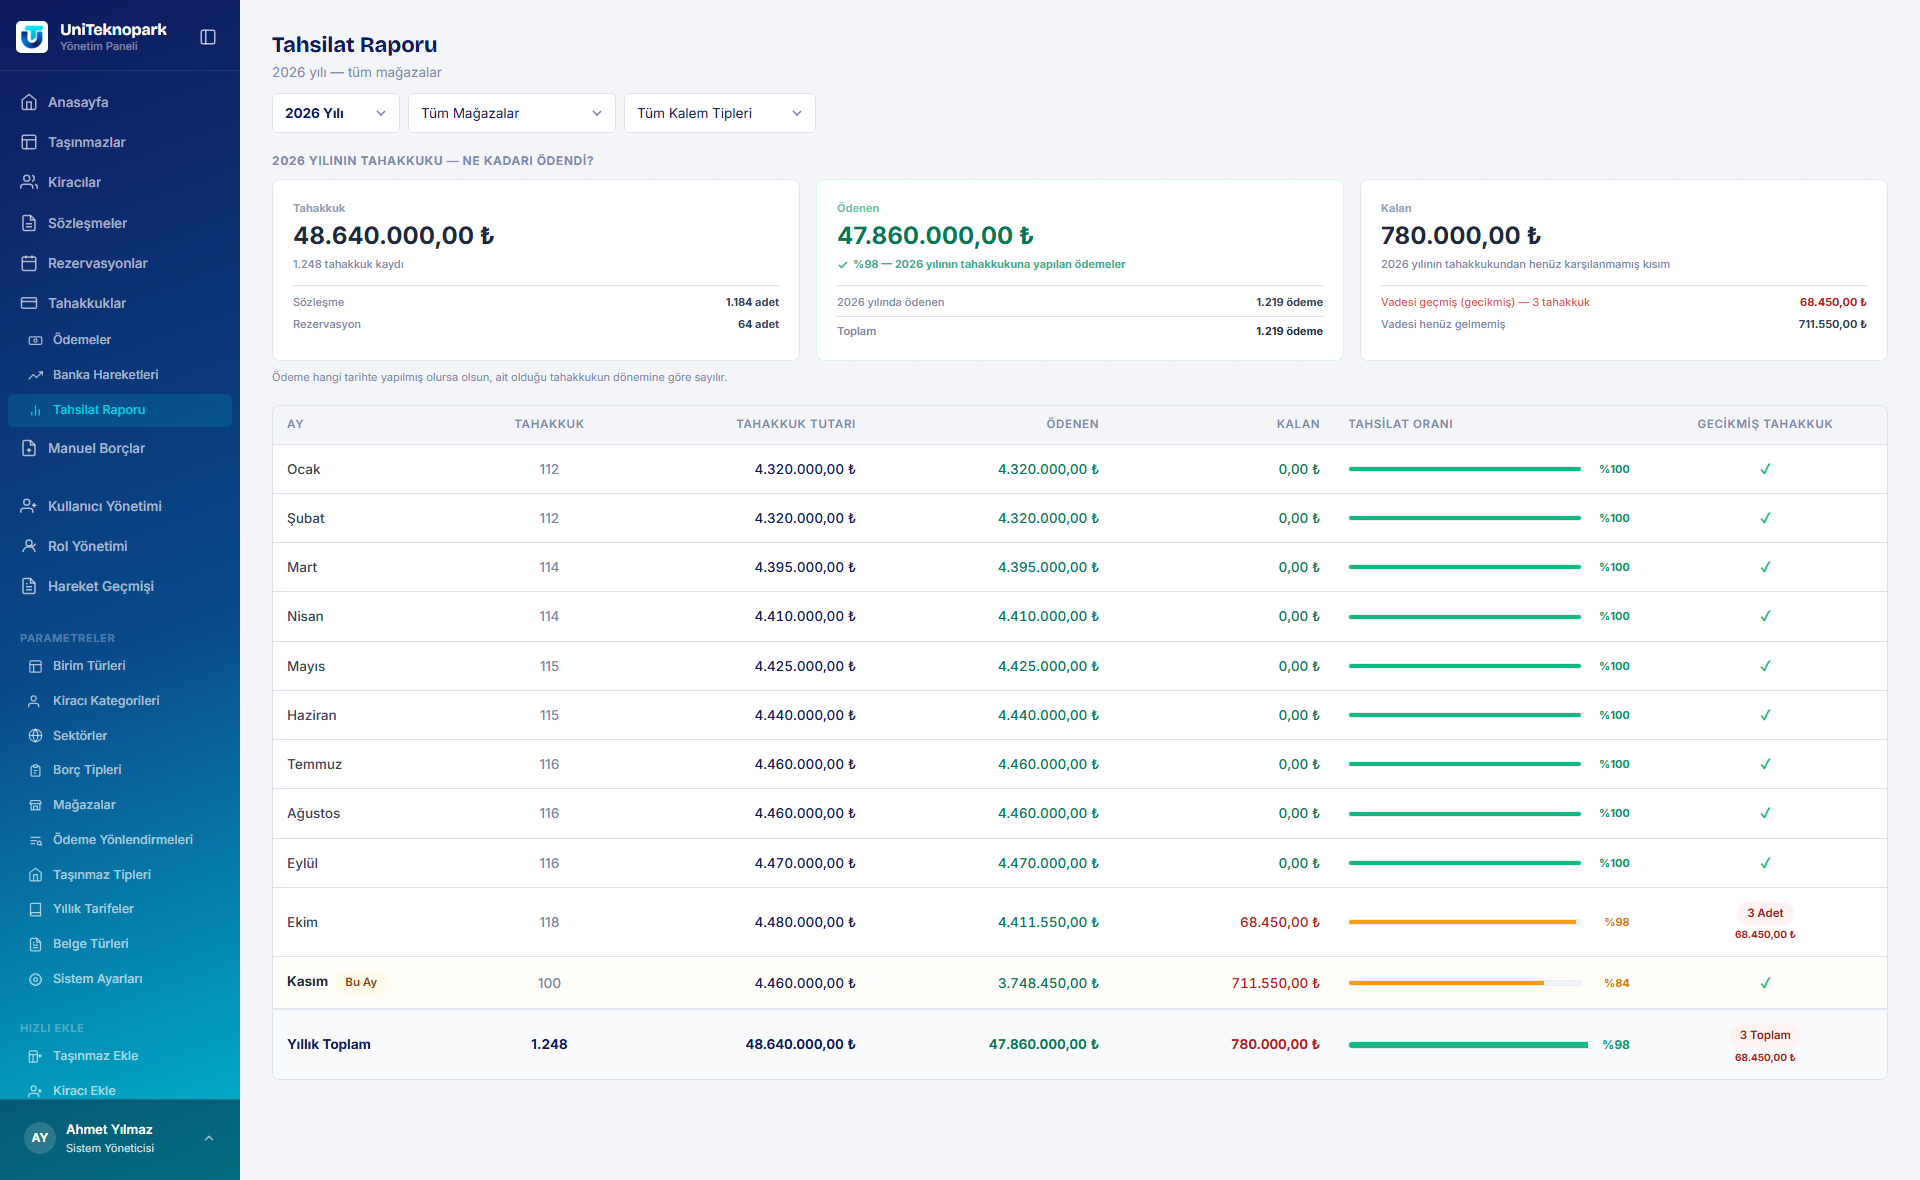 UniTeknopark
Yönetim Paneli
Anasayfa
Taşınmazlar
Kiracılar
Sözleşmeler
Rezervasyonlar
Tahakkuklar
Ödemeler
Banka Hareketleri
Tahsilat Raporu
Manuel Borçlar
Kullanıcı Yönetimi
Rol Yönetimi
Hareket Geçmişi
PARAMETRELER
Birim Türleri
Kiracı Kategorileri
Sektörler
Borç Tipleri
Mağazalar
Ödeme Yönlendirmeleri
Taşınmaz Tipleri
Yıllık Tarifeler
Belge Türleri
Sistem Ayarları
HIZLI EKLE
Taşınmaz Ekle
Kiracı Ekle
AY
Ahmet Yılmaz
Sistem Yöneticisi
Tahsilat Raporu
2026 yılı — tüm mağazalar
2026 Yılı
Tüm Mağazalar
Tüm Kalem Tipleri
2026 YILININ TAHAKKUKU — NE KADARI ÖDENDİ?
Tahakkuk
48.640.000,00 ₺
1.248 tahakkuk kaydı
Sözleşme 1.184 adet
Rezervasyon 64 adet
Ödenen
47.860.000,00 ₺
✓ %98 — 2026 yılının tahakkukuna yapılan ödemeler
2026 yılında ödenen 1.219 ödeme
Toplam 1.219 ödeme
Kalan
780.000,00 ₺
2026 yılının tahakkukundan henüz karşılanmamış kısım
Vadesi geçmiş (gecikmiş) — 3 tahakkuk 68.450,00 ₺
Vadesi henüz gelmemiş 711.550,00 ₺
Ödeme hangi tarihte yapılmış olursa olsun, ait olduğu tahakkukun dönemine göre sayılır.
AY TAHAKKUK TAHAKKUK TUTARI ÖDENEN KALAN TAHSİLAT ORANI GECİKMİŞ TAHAKKUK
Ocak 112 4.320.000,00 ₺ 4.320.000,00 ₺ 0,00 ₺ %100 ✓
Şubat 112 4.320.000,00 ₺ 4.320.000,00 ₺ 0,00 ₺ %100 ✓
Mart 114 4.395.000,00 ₺ 4.395.000,00 ₺ 0,00 ₺ %100 ✓
Nisan 114 4.410.000,00 ₺ 4.410.000,00 ₺ 0,00 ₺ %100 ✓
Mayıs 115 4.425.000,00 ₺ 4.425.000,00 ₺ 0,00 ₺ %100 ✓
Haziran 115 4.440.000,00 ₺ 4.440.000,00 ₺ 0,00 ₺ %100 ✓
Temmuz 116 4.460.000,00 ₺ 4.460.000,00 ₺ 0,00 ₺ %100 ✓
Ağustos 116 4.460.000,00 ₺ 4.460.000,00 ₺ 0,00 ₺ %100 ✓
Eylül 116 4.470.000,00 ₺ 4.470.000,00 ₺ 0,00 ₺ %100 ✓
Ekim 118 4.480.000,00 ₺ 4.411.550,00 ₺ 68.450,00 ₺ %98 3 Adet
68.450,00 ₺
Kasım Bu Ay 100 4.460.000,00 ₺ 3.748.450,00 ₺ 711.550,00 ₺ %84 ✓
Yıllık Toplam 1.248 48.640.000,00 ₺ 47.860.000,00 ₺ 780.000,00 ₺ %98 3 Toplam
68.450,00 ₺